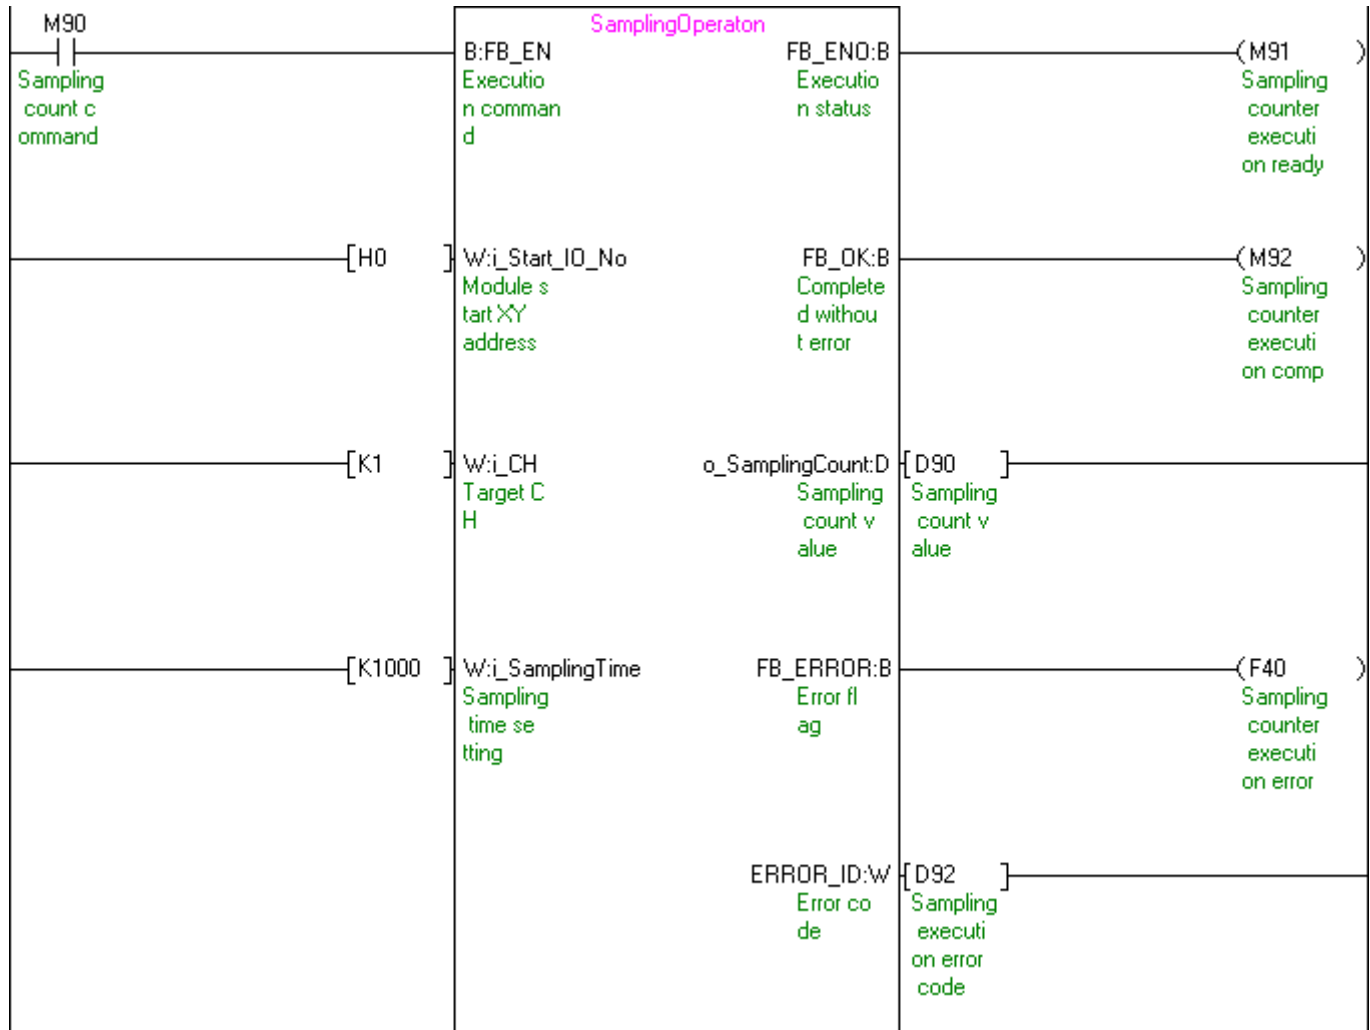 M90
SamplingOperaton
B:FB_EN
FB_ENO:B
(M91 )
Sampling
count c
ommand
Executio
n comman
d
Executio
n status
Sampling
counter
executi
on ready
[H0 ]
W:i_Start_IO_No
FB_OK:B
(M92 )
Module s
tart XY
address
Complete
d withou
t error
Sampling
counter
executi
on comp
[K1 ]
W:i_CH
o_SamplingCount:D
[D90 ]
Target C
H
Sampling
count v
alue
Sampling
count v
alue
[K1000 ]
W:i_SamplingTime
FB_ERROR:B
(F40 )
Sampling
time se
tting
Error fl
ag
Sampling
counter
executi
on error
ERROR_ID:W
[D92 ]
Error co
de
Sampling
executi
on error
code